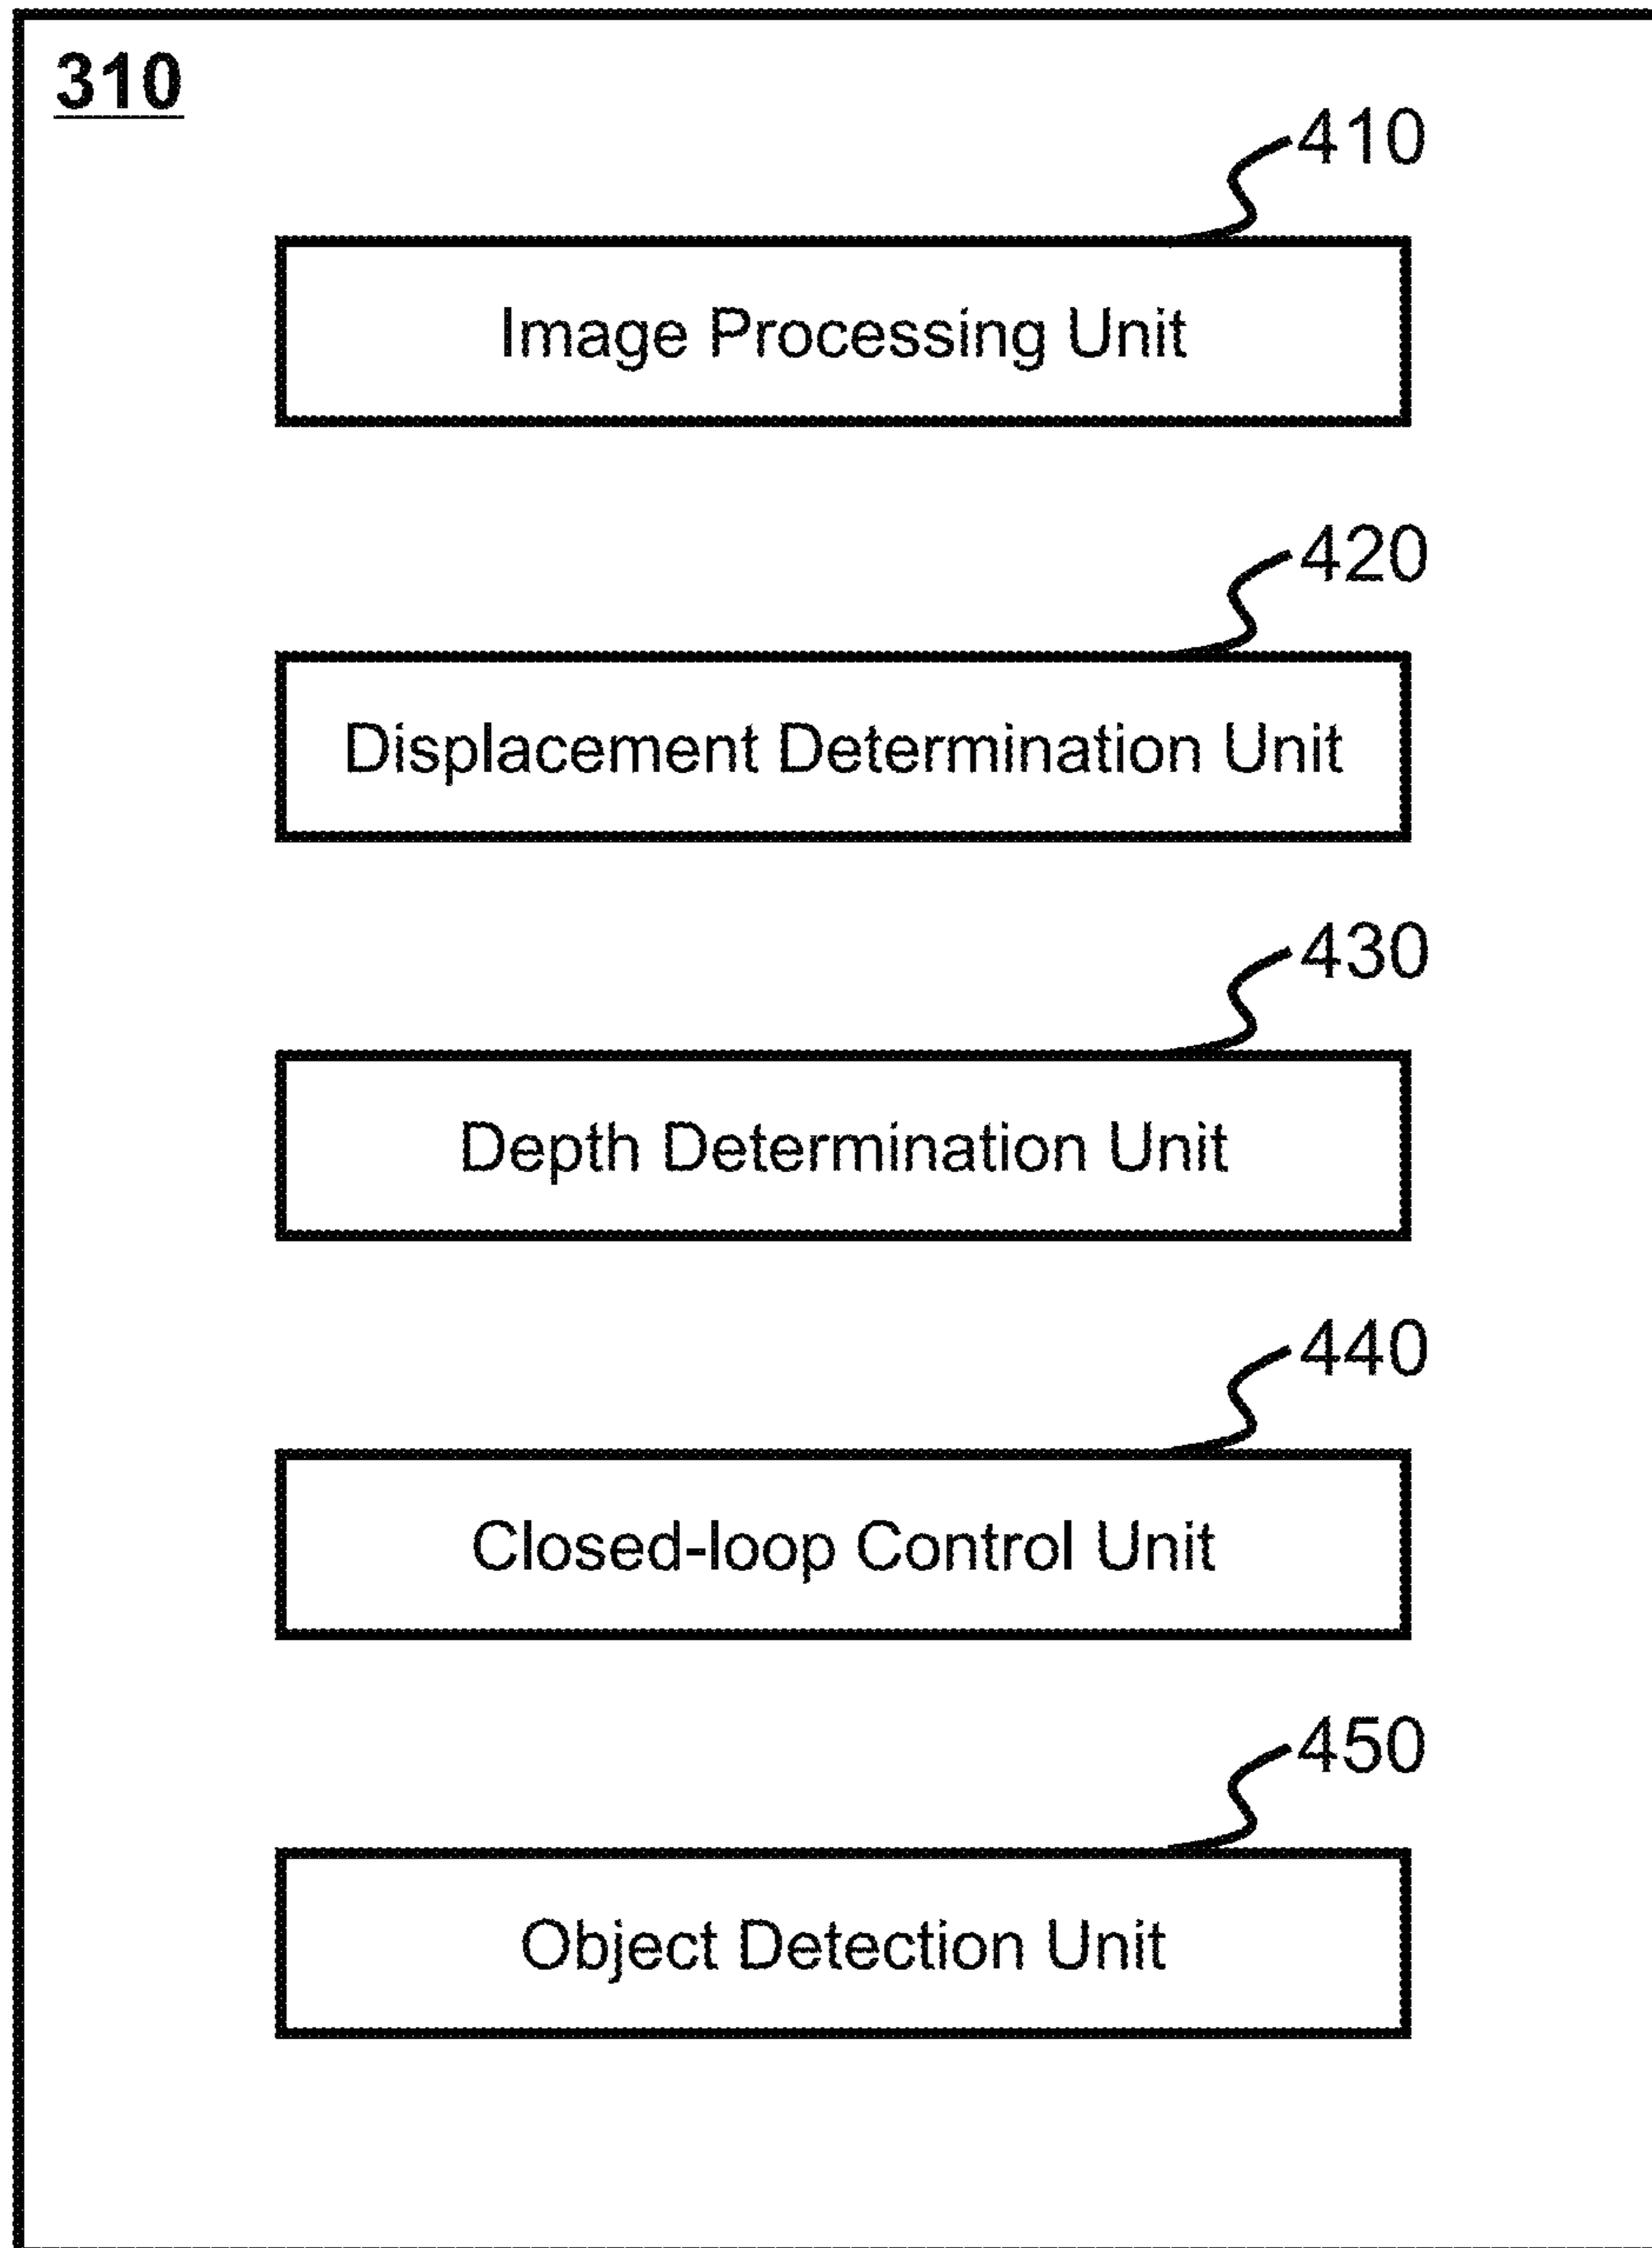 310
410
Image Processing Unit
420
Displacement Determination Unit
430
Depth Determination Unit
440
Closed-loop Control Unit
450
Object Detection Unit